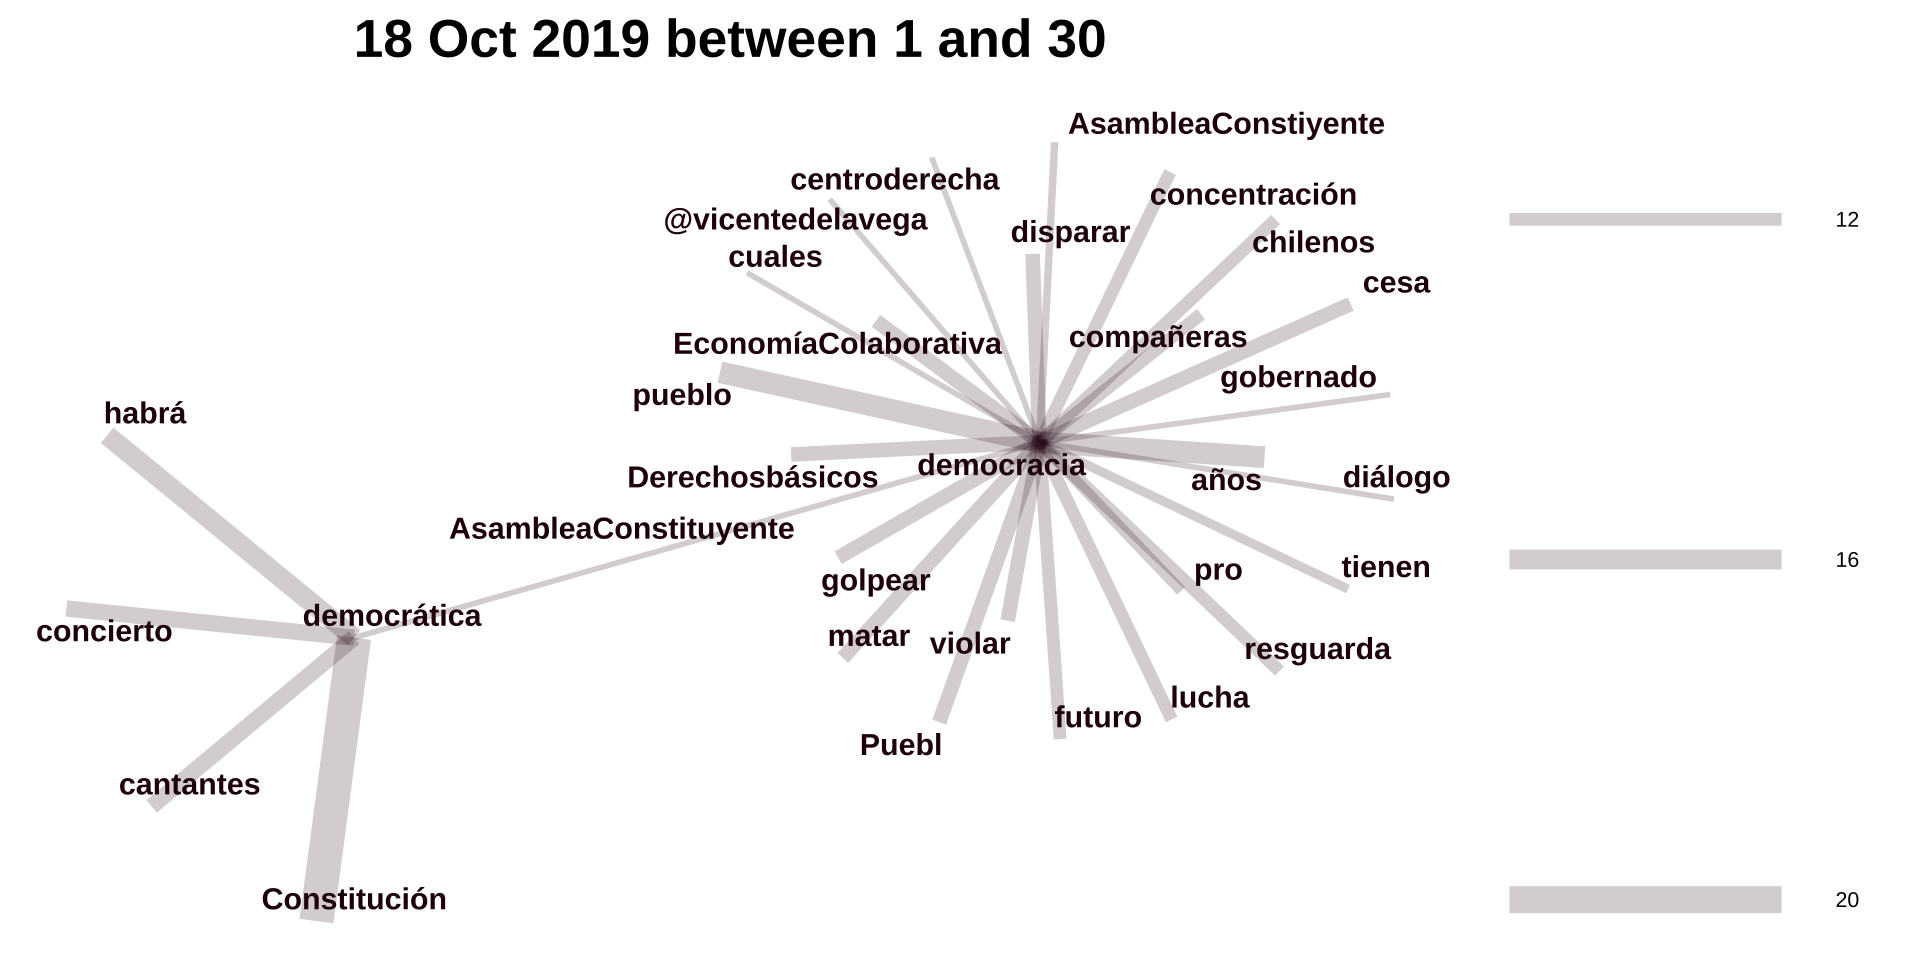 18 Oct 2019 between 1 and 30
AsambleaConstiyente
centroderecha
concentración
@vicentedelavega
disparar
12
chilenos
cuales
cesa
EconomíaColaborativa
compañeras
gobernado
pueblo
habrá
democracia
Derechosbásicos
años
diálogo
AsambleaConstituyente
16
tienen
pro
golpear
democrática
concierto
matar
violar
resguarda
lucha
futuro
Puebl
cantantes
Constitución
20